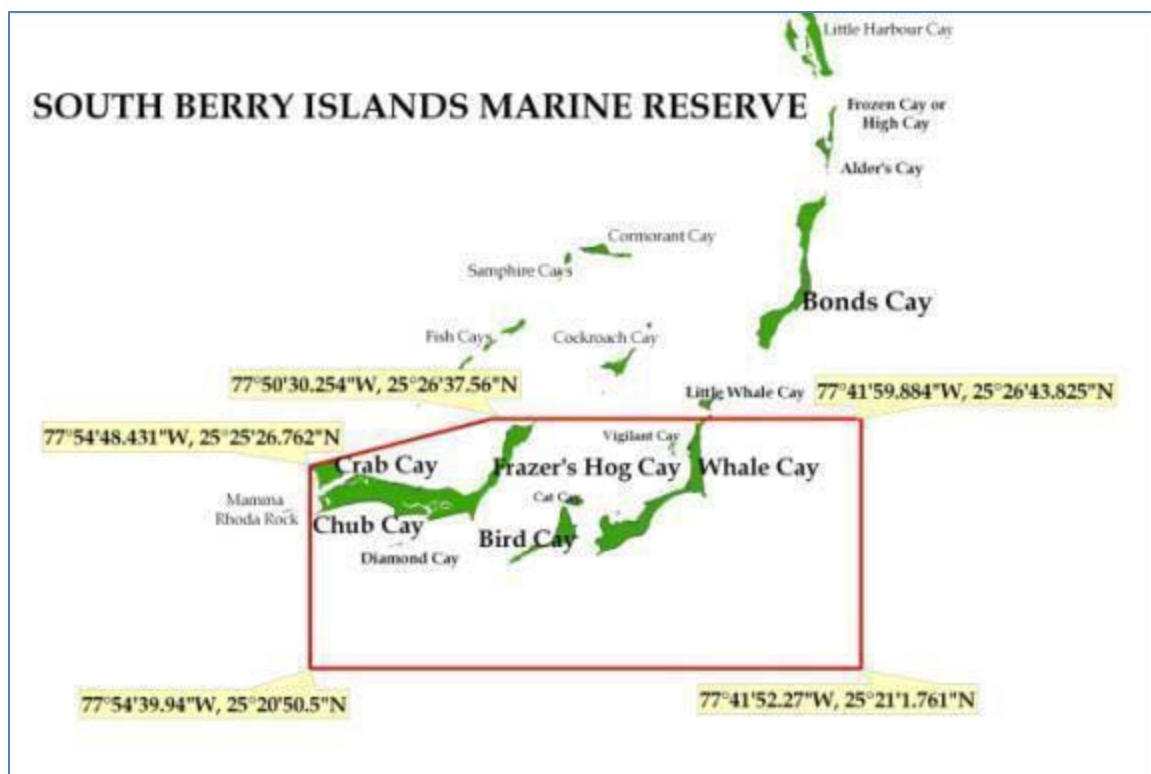 Little Harbour Cay
SOUTH BERRY ISLANDS MARINE RESERVE
Frozen Cay or
High Cay
Alder's Cay
Cormorant Cay
Samphire Cays
Bonds Cay
Fish Cays
Cockroach Cay
77°50'30.254"W, 25°26'37.56"N
Little Whale Cay
77°41'59.884"W, 25°26'43.825"N
77°54'48.431"W, 25°25'26.762"N
Vigilant Cay
Crab Cay
Frazer's Hog Cay
Whale Cay
Mamma
Rhoda Rock
Cat Cay
Chub Cay
Bird Cay
Diamond Cay
77°54'39.94"W, 25°20'50.5"N
77°41'52.27"W, 25°21'1.761"N